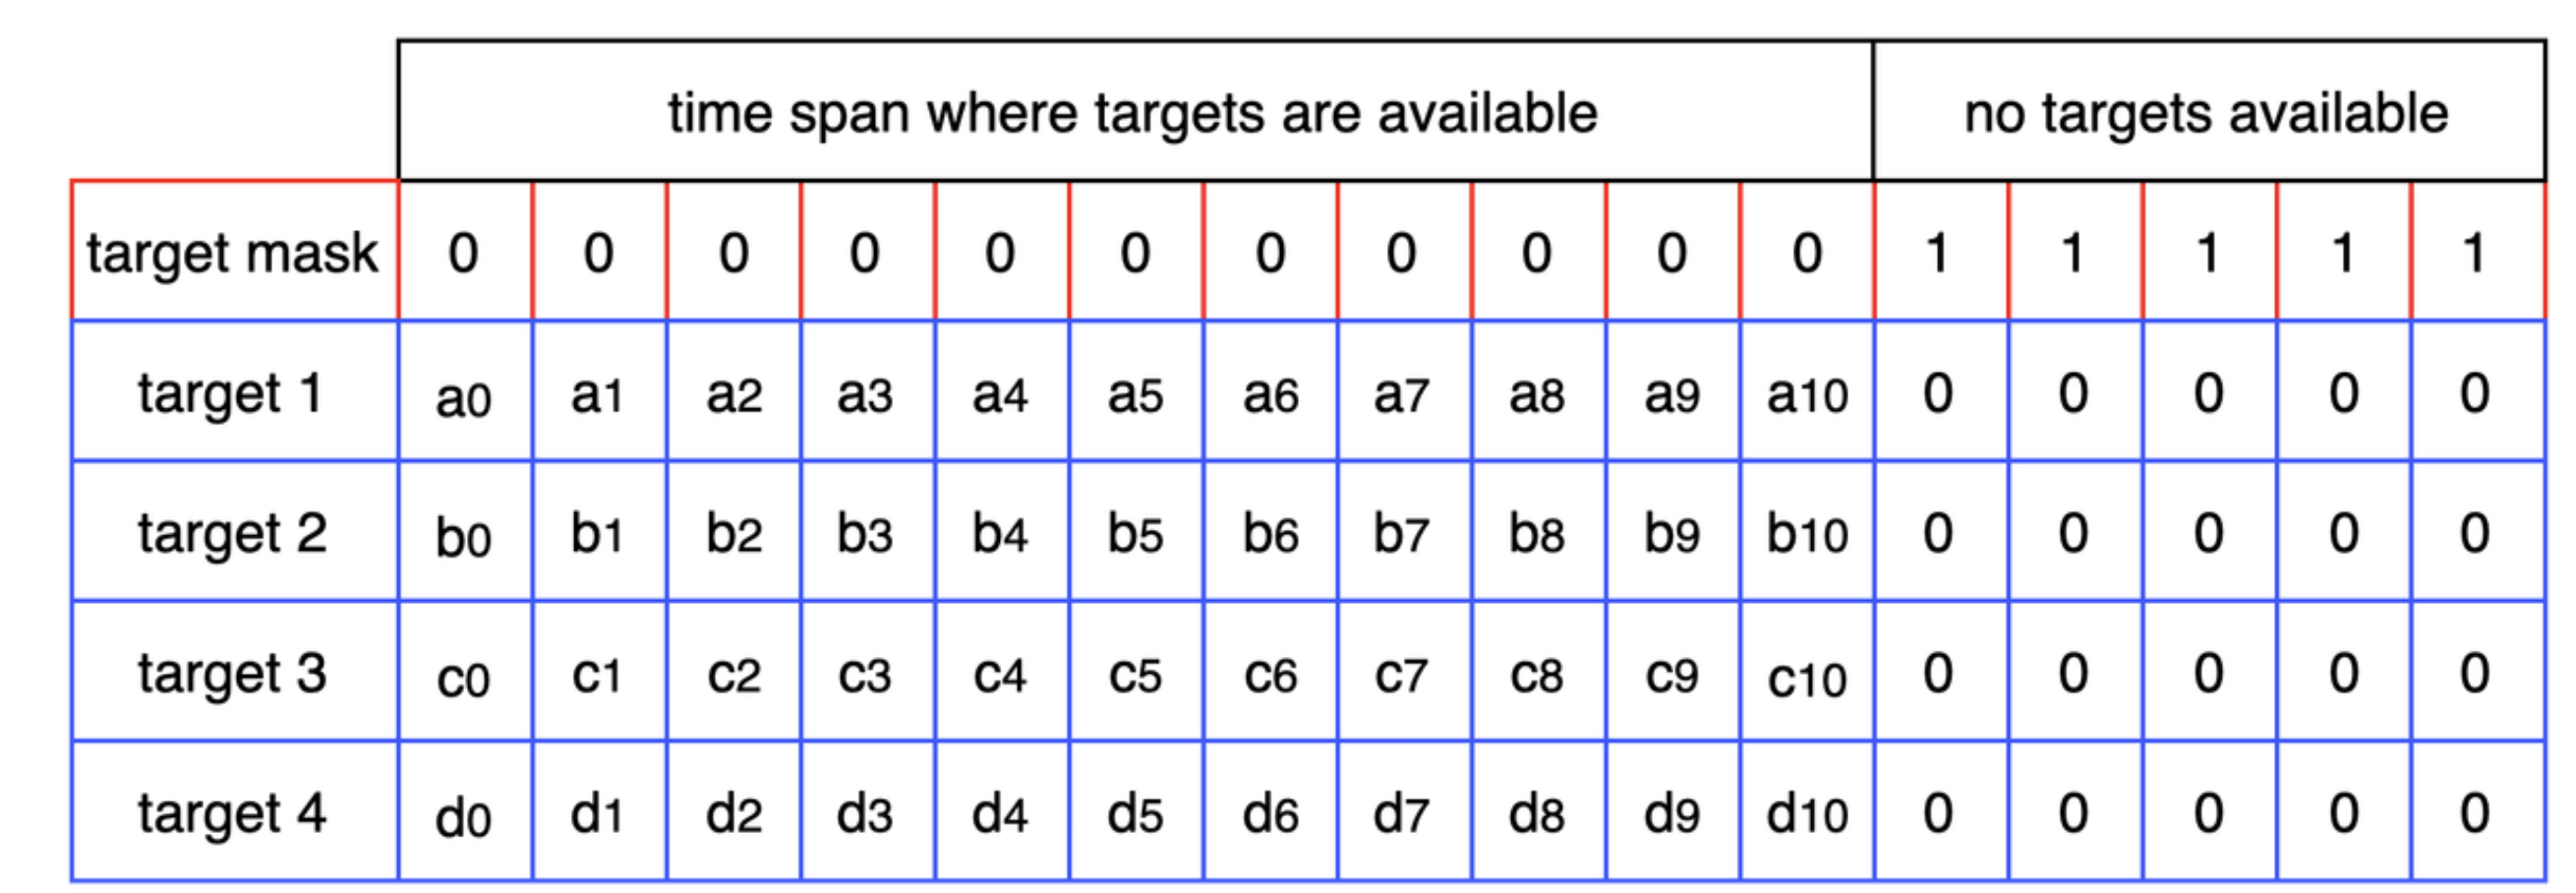 time span where targets are available no targets available
target mask 0 0 0 0 0 0 0 0 0 0 0 1 1 1 1 1
target 1 a0 a1 a2 a3 a4 a5 a6 a7 a8 a9 a10 0 0 0 0 0
target 2 b0 b1 b2 b3 b4 b5 b6 b7 b8 b9 b10 0 0 0 0 0
target 3 c0 c1 c2 c3 c4 c5 c6 c7 c8 c9 c10 0 0 0 0 0
target 4 d0 d1 d2 d3 d4 d5 d6 d7 d8 d9 d10 0 0 0 0 0